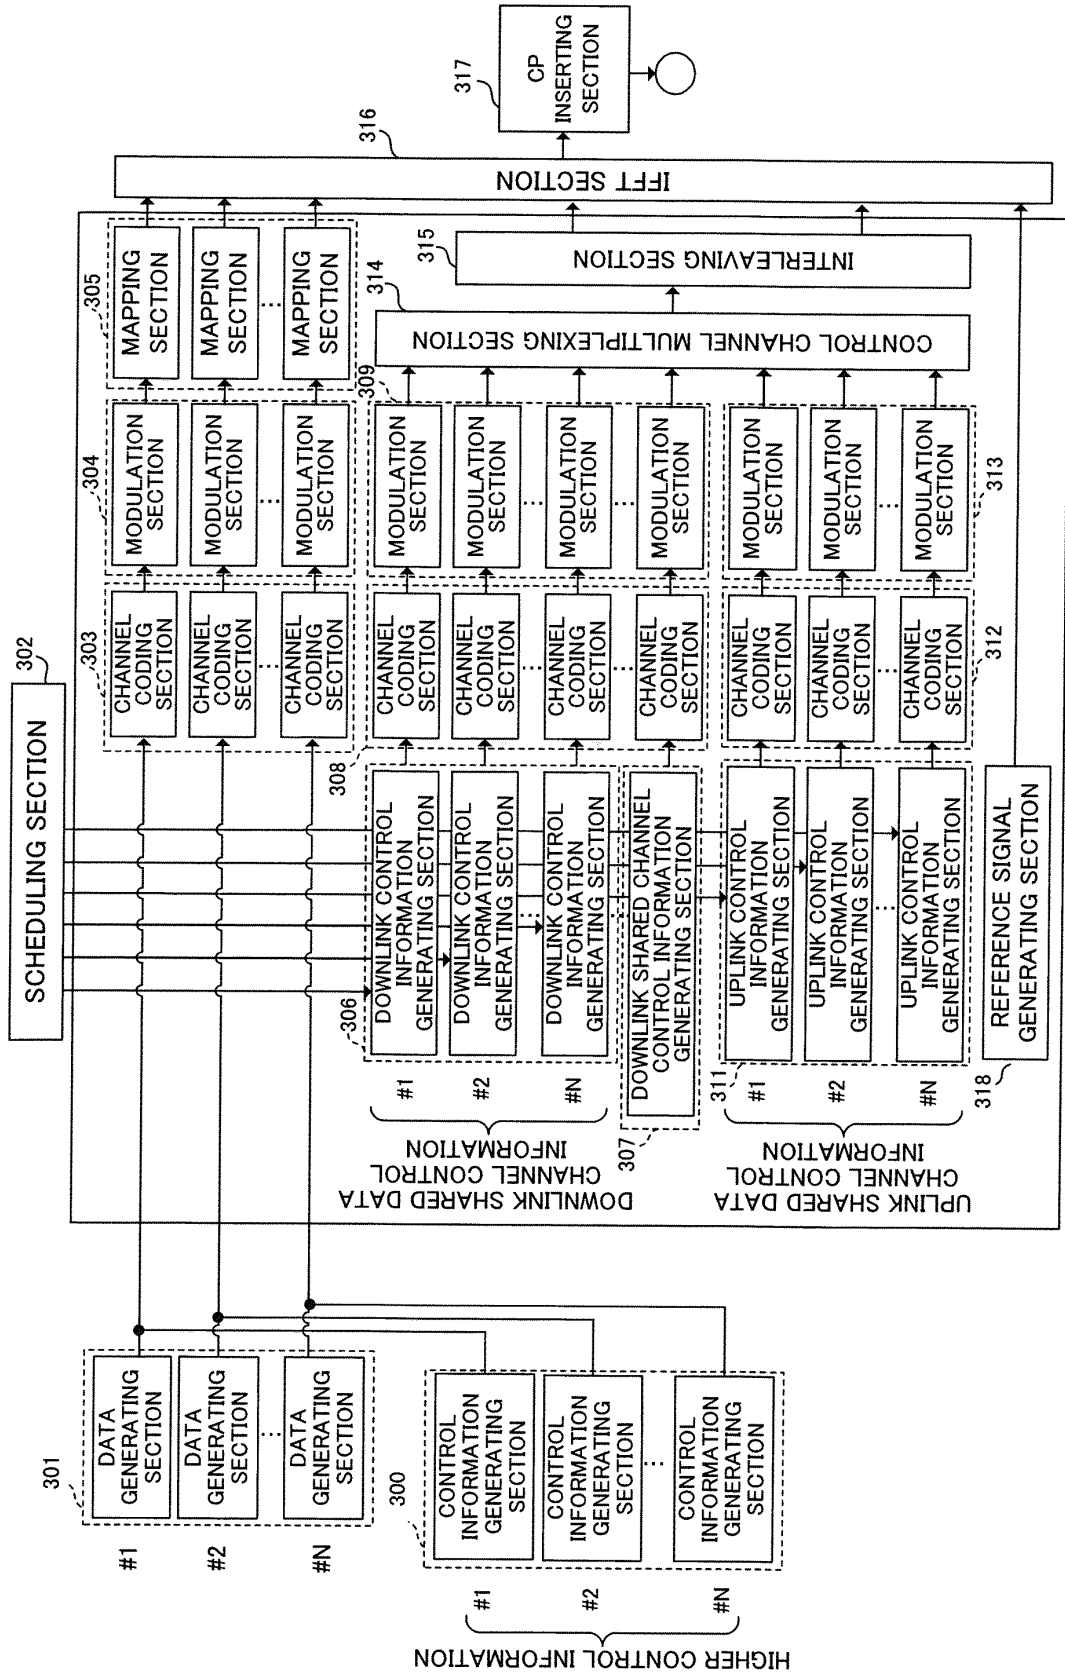 302
SCHEDULING SECTION
301
#1
DATA
GENERATING
SECTION
#2
DATA
GENERATING
SECTION
...
#N
DATA
GENERATING
SECTION
HIGHER CONTROL INFORMATION
300
#1
CONTROL
INFORMATION
GENERATING
SECTION
#2
CONTROL
INFORMATION
GENERATING
SECTION
...
#N
CONTROL
INFORMATION
GENERATING
SECTION
303
CHANNEL
CODING
SECTION
CHANNEL
CODING
SECTION
...
CHANNEL
CODING
SECTION
304
MODULATION
SECTION
MODULATION
SECTION
...
MODULATION
SECTION
305
MAPPING
SECTION
MAPPING
SECTION
...
MAPPING
SECTION
DOWNLINK SHARED DATA
CHANNEL CONTROL
INFORMATION
306
#1
DOWNLINK CONTROL
INFORMATION
GENERATING SECTION
#2
DOWNLINK CONTROL
INFORMATION
GENERATING SECTION
...
#N
DOWNLINK CONTROL
INFORMATION
GENERATING SECTION
...
307
DOWNLINK SHARED CHANNEL
CONTROL INFORMATION
GENERATING SECTION
308
CHANNEL
CODING
SECTION
CHANNEL
CODING
SECTION
...
CHANNEL
CODING
SECTION
...
CHANNEL
CODING
SECTION
309
MODULATION
SECTION
MODULATION
SECTION
...
MODULATION
SECTION
...
MODULATION
SECTION
UPLINK SHARED DATA
CHANNEL CONTROL
INFORMATION
311
#1
UPLINK CONTROL
INFORMATION
GENERATING SECTION
#2
UPLINK CONTROL
INFORMATION
GENERATING SECTION
...
#N
UPLINK CONTROL
INFORMATION
GENERATING SECTION
312
CHANNEL
CODING
SECTION
CHANNEL
CODING
SECTION
...
CHANNEL
CODING
SECTION
313
MODULATION
SECTION
MODULATION
SECTION
...
MODULATION
SECTION
314
CONTROL CHANNEL MULTIPLEXING SECTION
315
INTERLEAVING SECTION
316
IFFT SECTION
317
CP
INSERTING
SECTION
318
REFERENCE SIGNAL
GENERATING SECTION